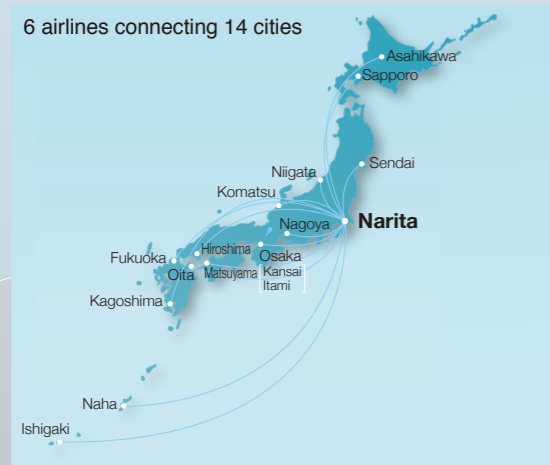 6 airlines connecting 14 cities
Asahikawa
Sapporo
Sendai
Niigata
Komatsu
Narita
Nagoya
Hiroshima
Fukuoka
Osaka
Oita
Matsuyama
Kansai
Itami
Kagoshima
Naha
Ishigaki